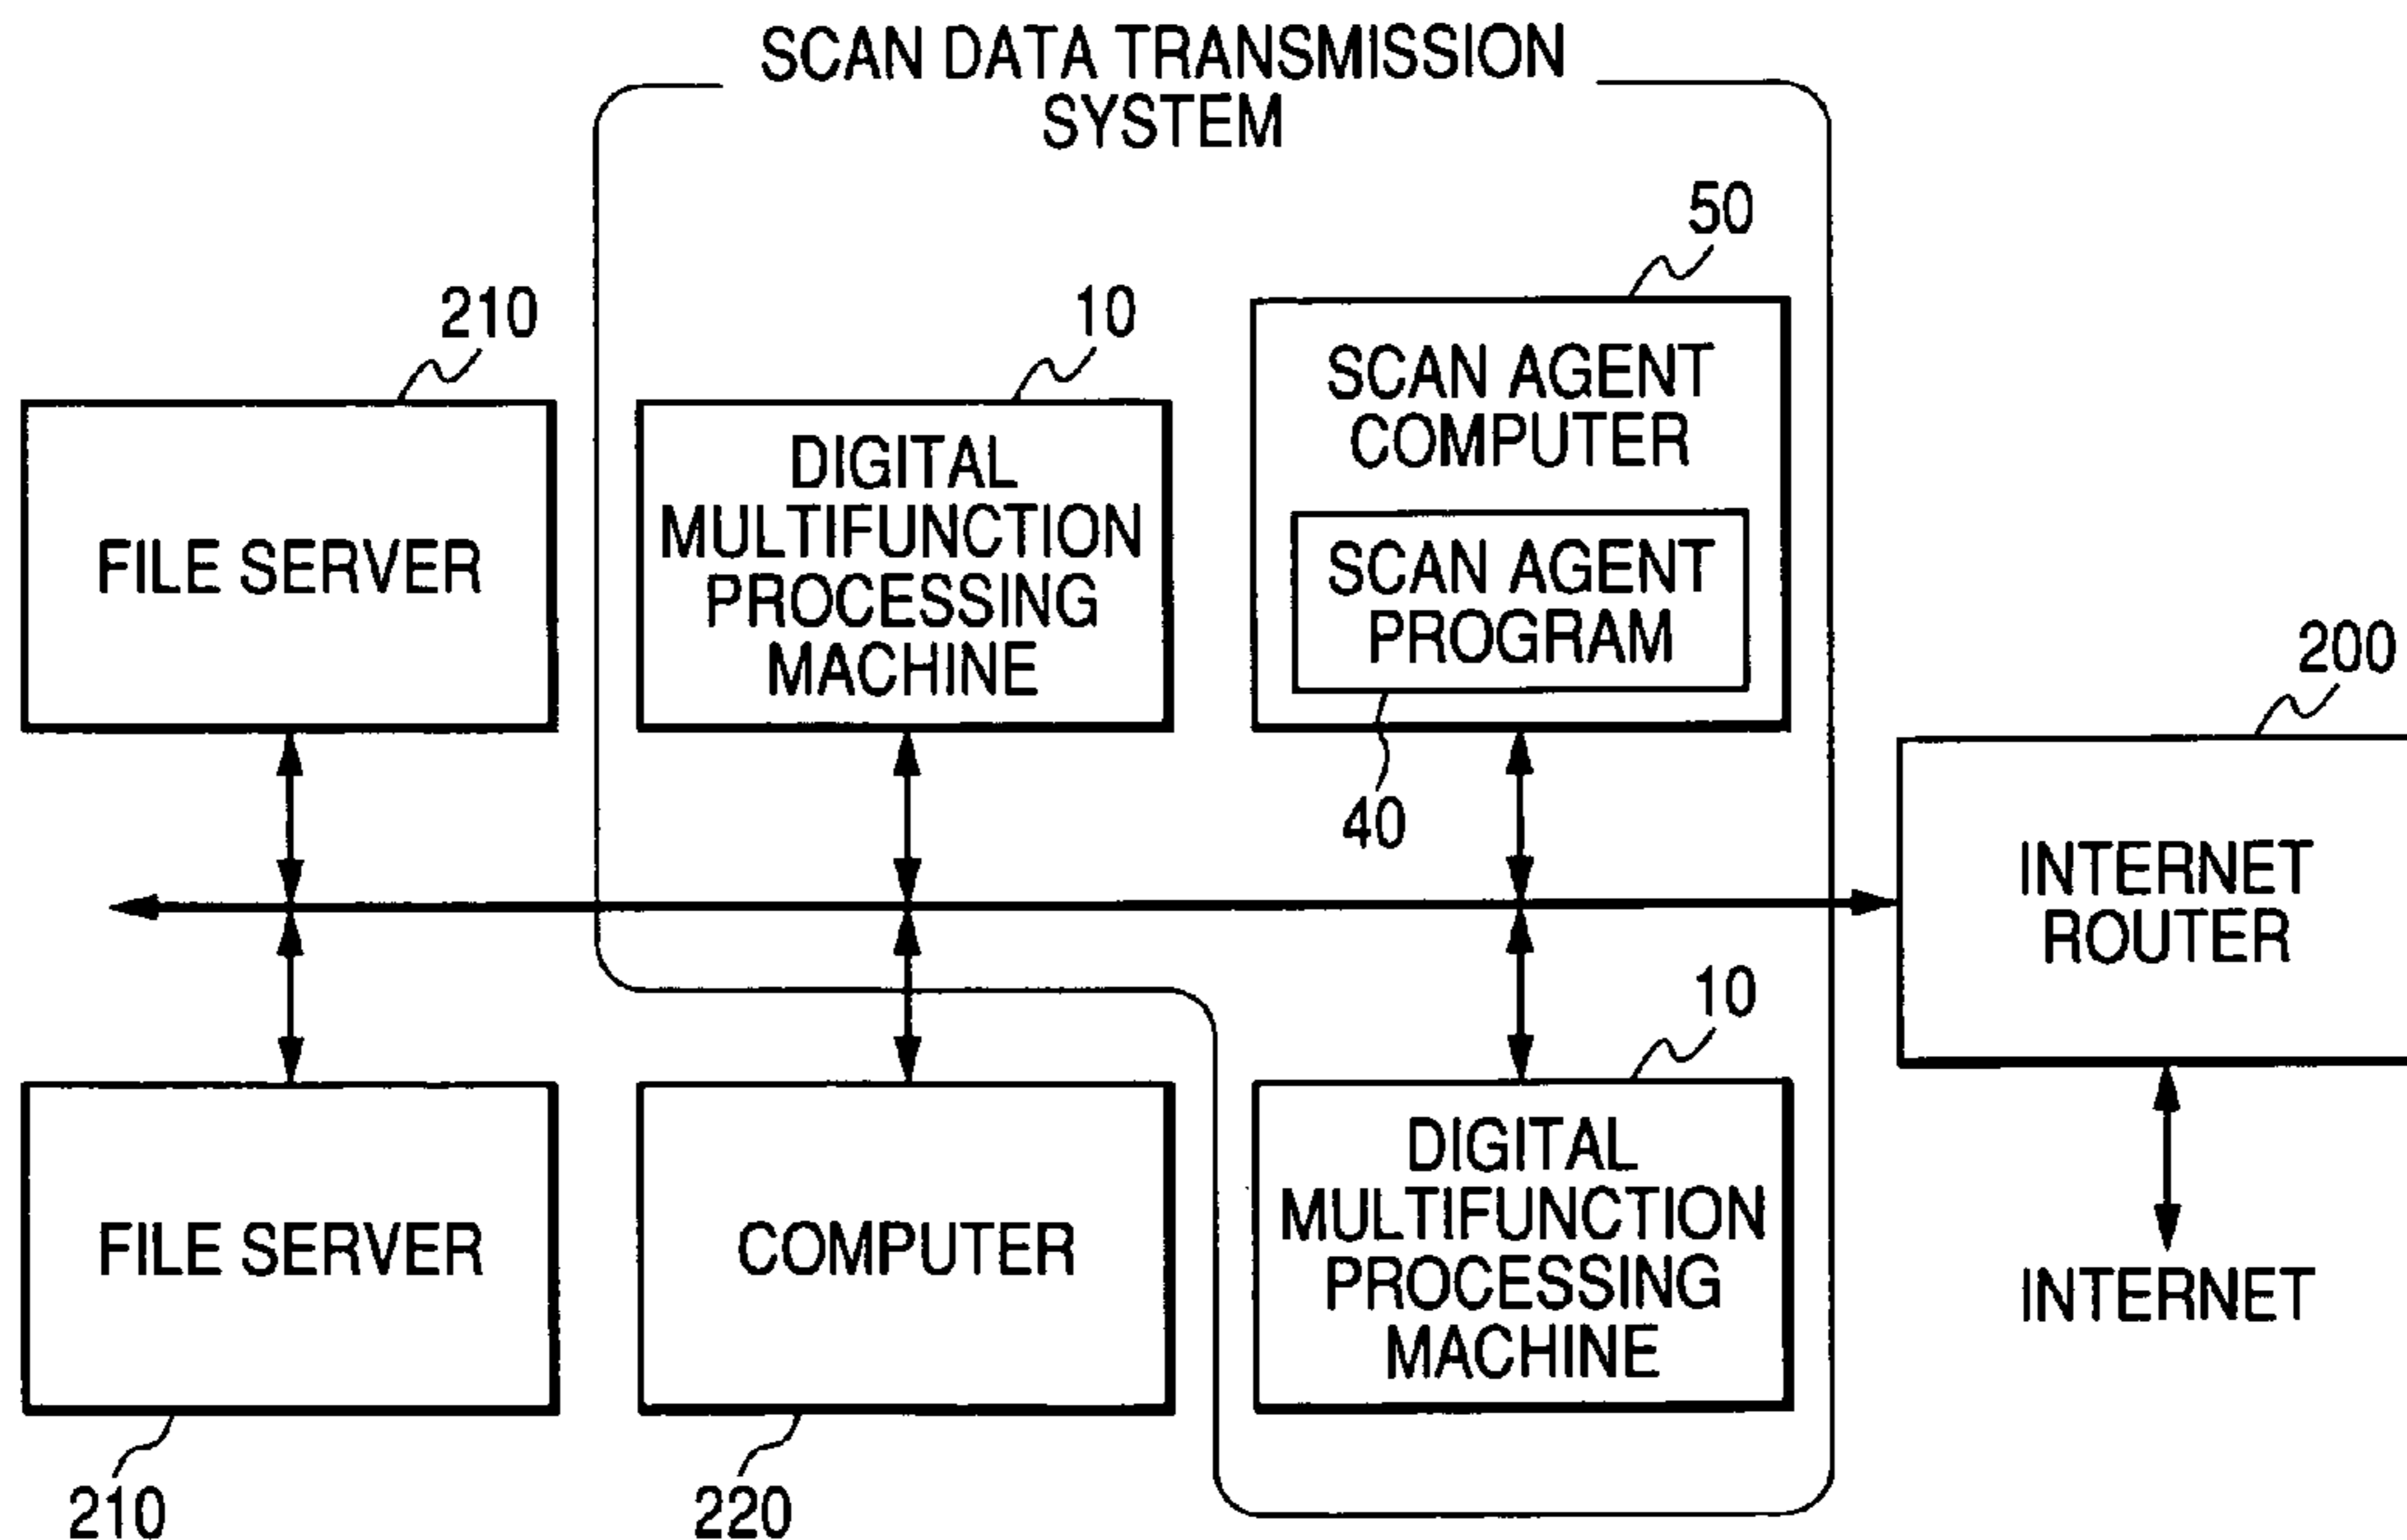 SCAN DATA TRANSMISSION
SYSTEM
50
210
10
SCAN AGENT
COMPUTER
DIGITAL
MULTIFUNCTION
PROCESSING
MACHINE
FILE SERVER
SCAN AGENT
PROGRAM
200
40
INTERNET
ROUTER
10
DIGITAL
MULTIFUNCTION
PROCESSING
MACHINE
FILE SERVER
COMPUTER
INTERNET
210
220